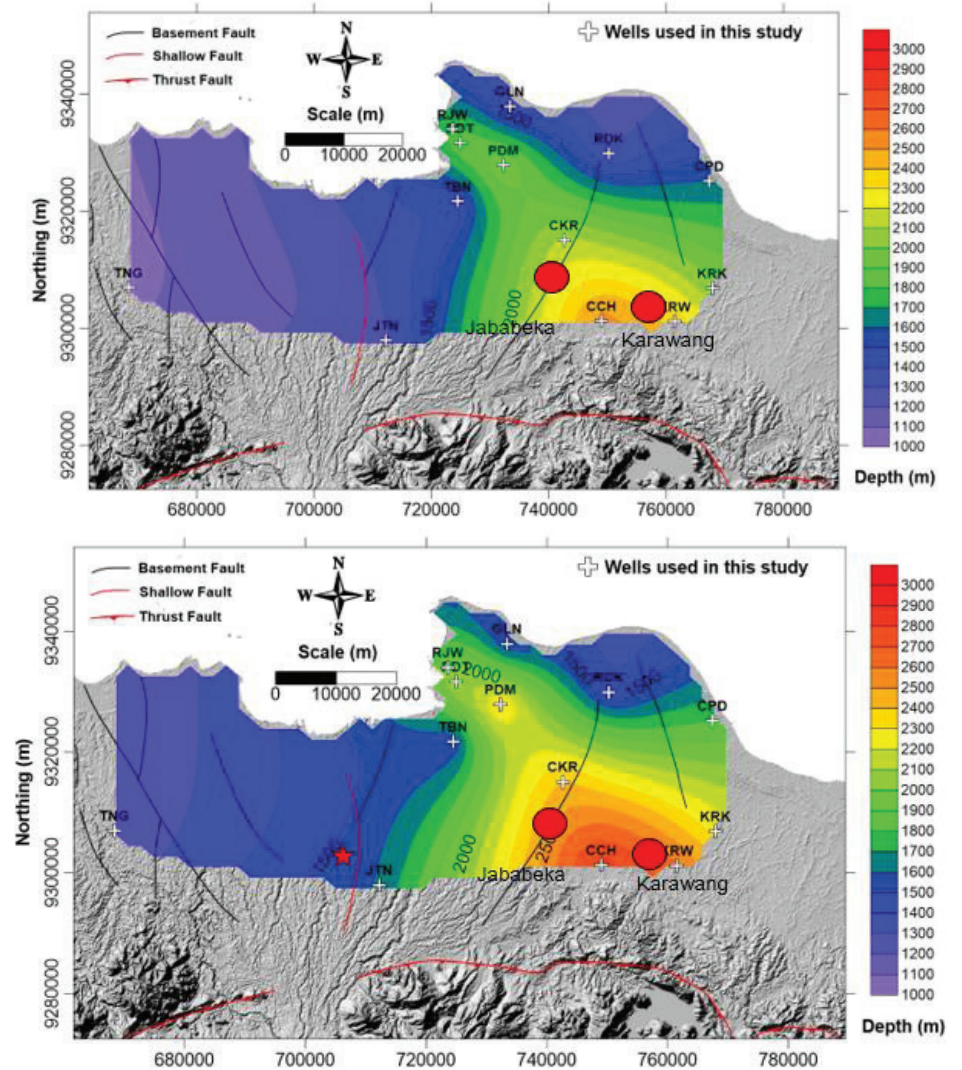 Basement Fault
Shallow Fault
Thrust Fault
N
W E
S
Scale (m)
0 10000 20000
Wells used in this study
3000
2900
2800
2700
2600
2500
2400
2300
2200
2100
2000
1900
1800
1700
1600
1500
1400
1300
1200
1100
1000
Depth (m)
Northing (m)
9340000
9320000
9300000
9280000
GLN
1500
RJW
PDM
RDK
CPD
TBN
CKR
TNG
KRK
CCH
2000
JTN
1500
Jababeka
Karawang
680000 700000 720000 740000 760000 780000
Basement Fault
Shallow Fault
Thrust Fault
N
W E
S
Scale (m)
0 10000 20000
Wells used in this study
3000
2900
2800
2700
2600
2500
2400
2300
2200
2100
2000
1900
1800
1700
1600
1500
1400
1300
1200
1100
1000
Depth (m)
Northing (m)
9340000
9320000
9300000
9280000
GLN
RJW
2000
1500
1500
PDM
CPD
TBN
CKR
TNG
KRK
CCH
2000
JTN
Jababeka
Karawang
680000 700000 720000 740000 760000 780000